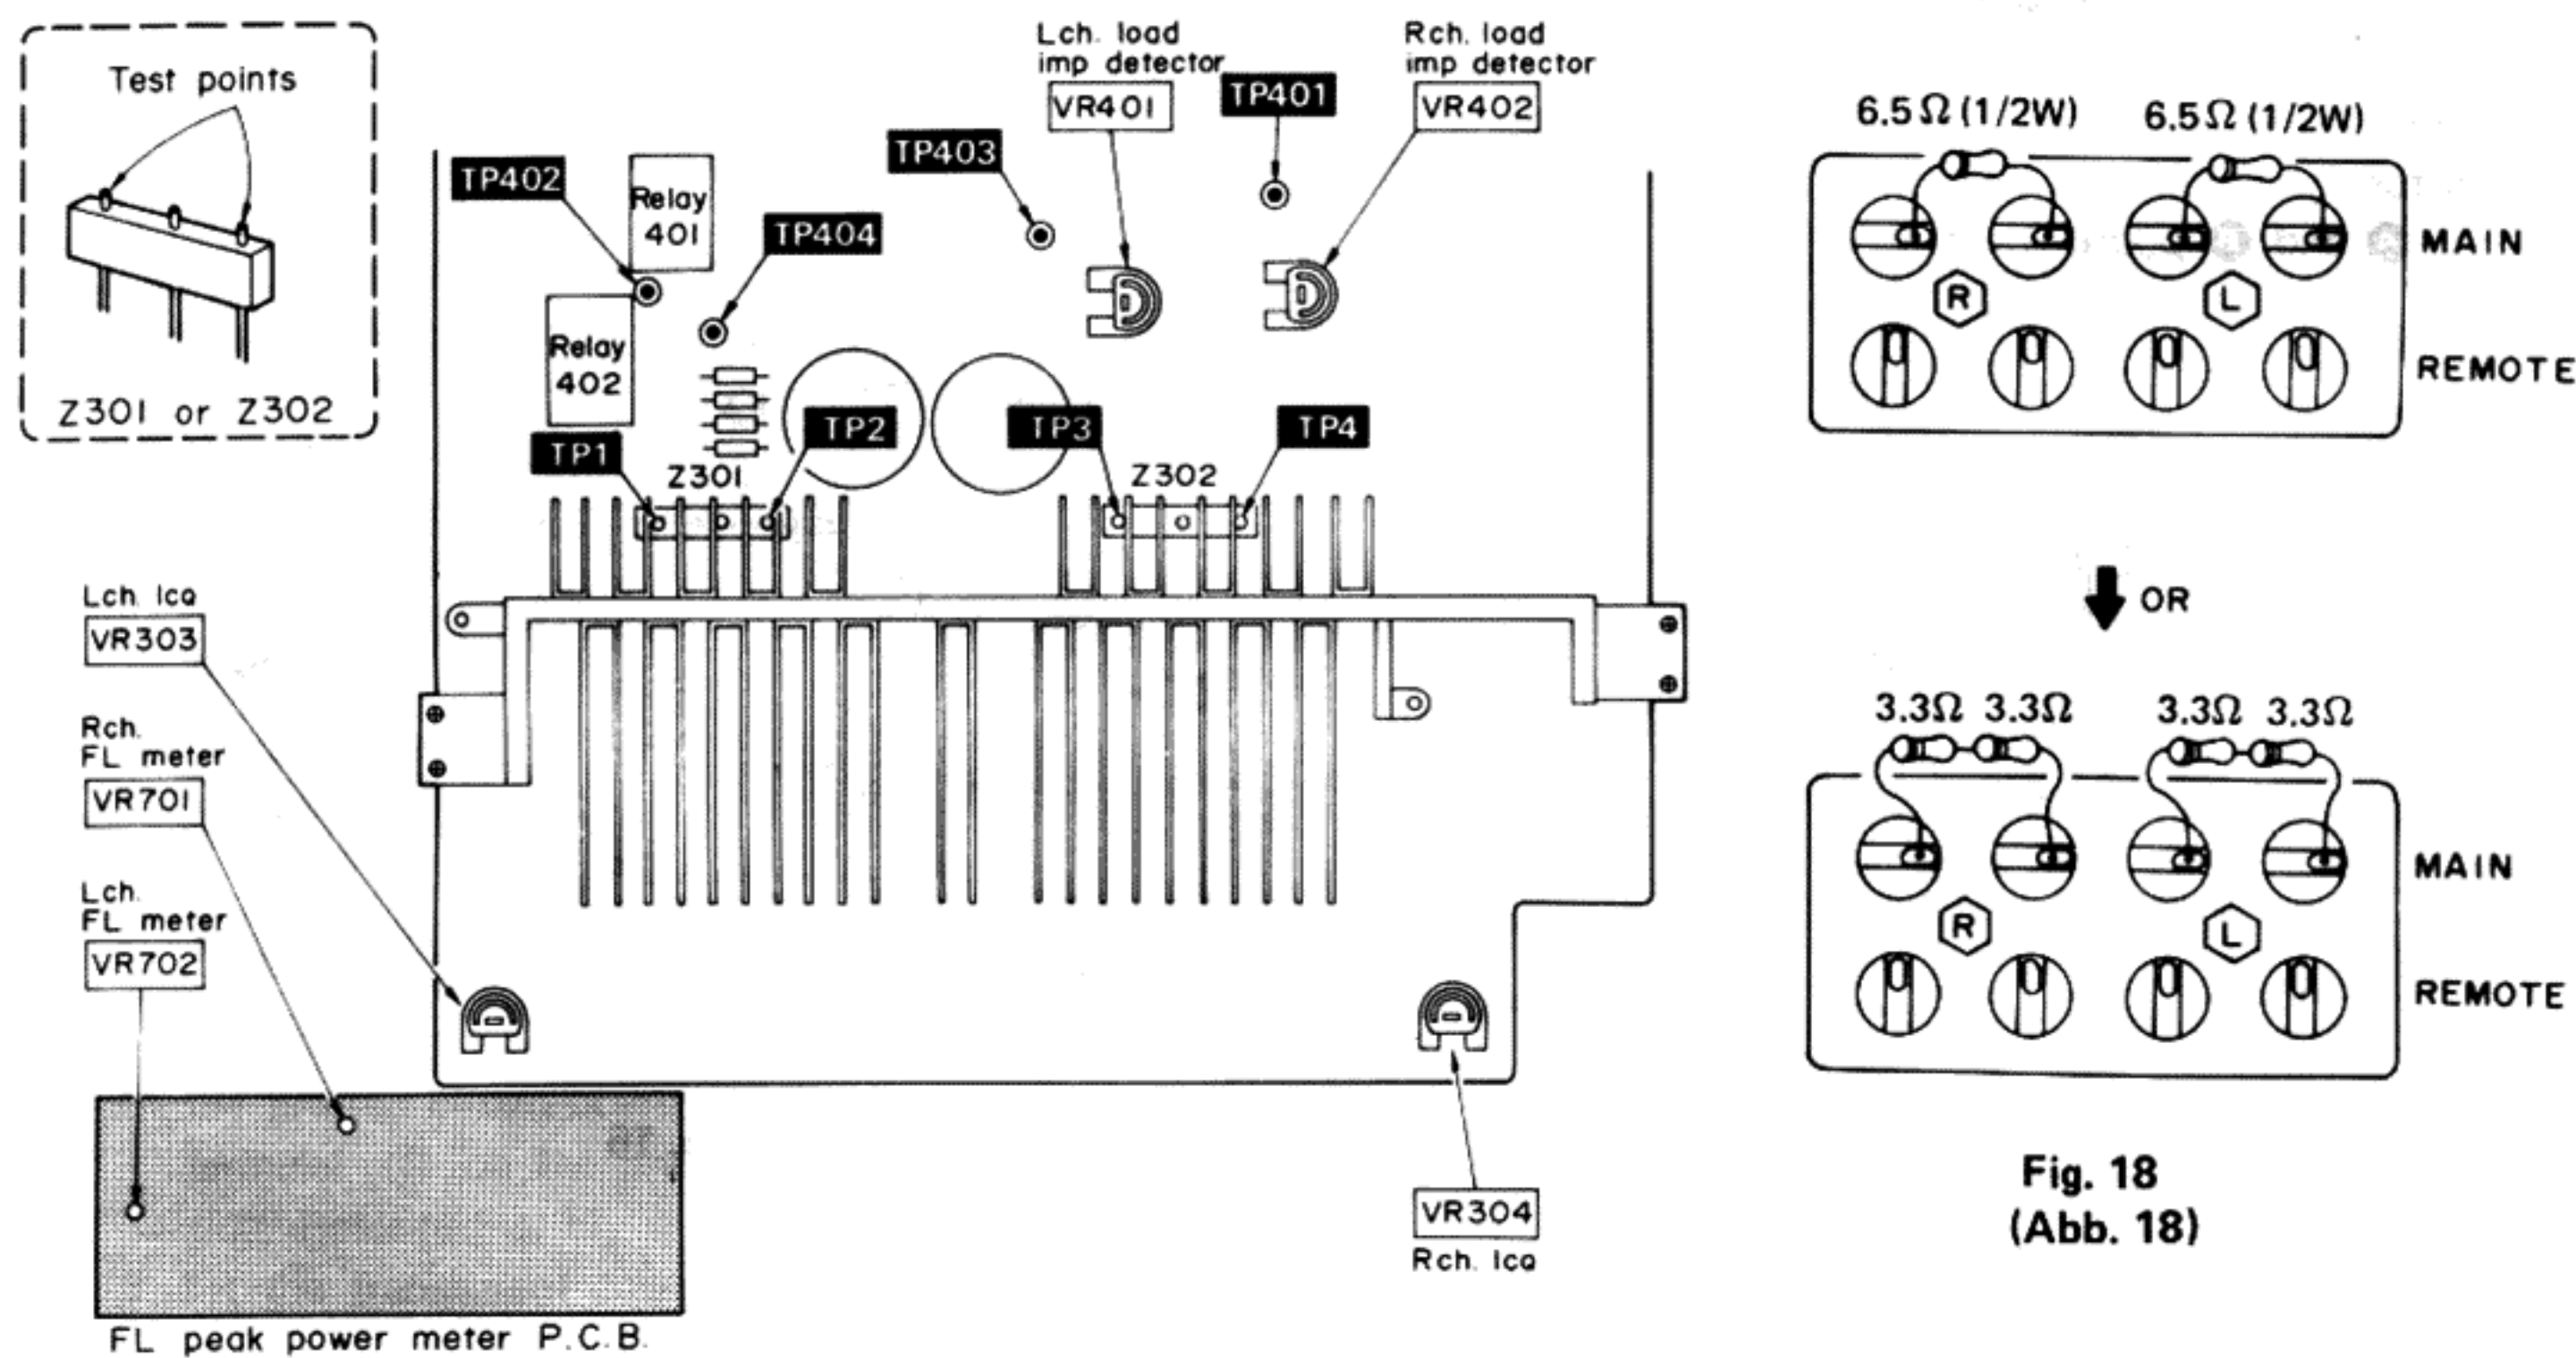 Test points
Z301 or Z302
Lch. load
imp detector
VR401
TP401
Rch. load
imp detector
VR402
TP403
TP402
Relay
401
TP404
Relay
402
TP1
Z301
TP2
TP3
Z302
TP4
Lch. Icq
VR303
Rch.
FL meter
VR701
Lch.
FL meter
VR702
VR304
Rch. Icq
FL peak power meter P.C.B.
6.5Ω (1/2W) 6.5Ω (1/2W)
MAIN
R L
REMOTE
OR
3.3Ω 3.3Ω 3.3Ω 3.3Ω
MAIN
R L
REMOTE
Fig. 18
(Abb. 18)